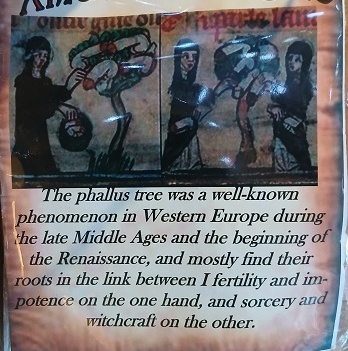 The phallus tree was a well-known
phenomenon in Western Europe during
the late Middle Ages and the beginning of
the Renaissance, and mostly find their
roots in the link between I fertility and im-
potence on the one hand, and sorcery and
witchcraft on the other.